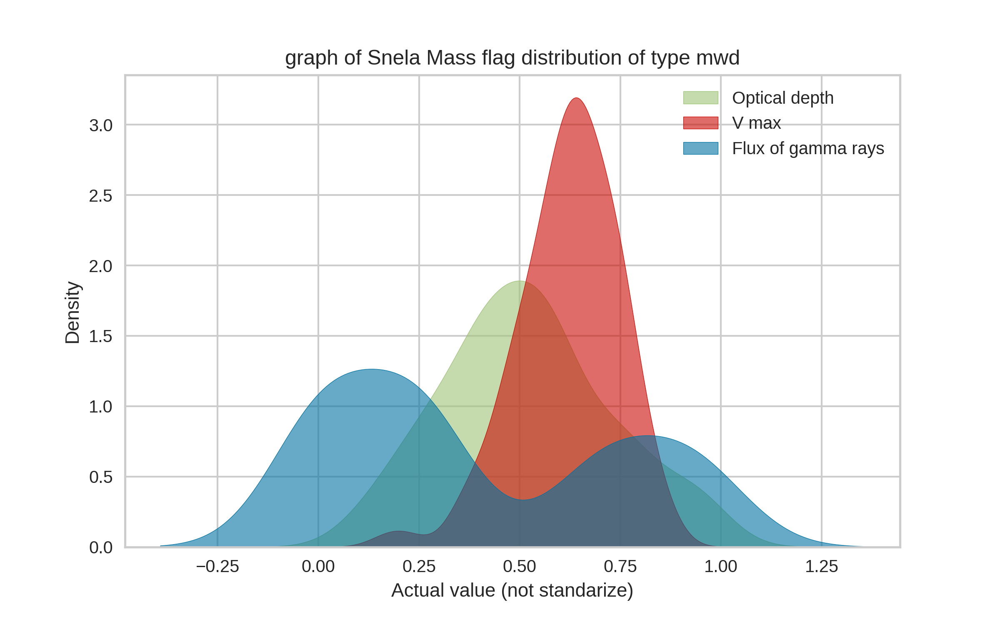 graph of Snela Mass flag distribution of type mwd
Optical depth
V max
Flux of gamma rays
Density
3.0
2.5
2.0
1.5
1.0
0.5
0.0
−0.25 0.00 0.25 0.50 0.75 1.00 1.25
Actual value (not standarize)